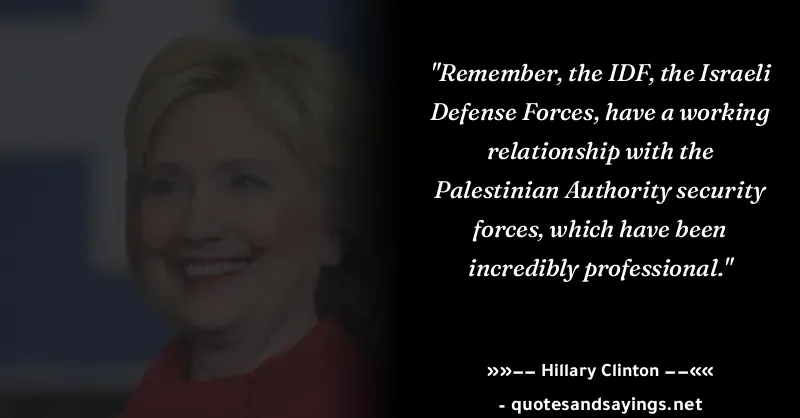 "Remember, the IDF, the Israeli
Defense Forces, have a working
relationship with the
Palestinian Authority security
forces, which have been
incredibly professional."
»»−− Hillary Clinton −−««
- quotesandsayings.net